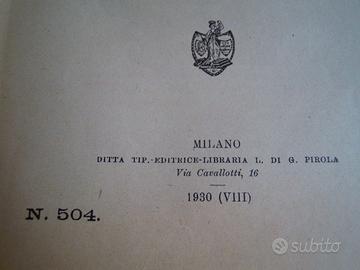 MILANO
DITTA TIP.-EDITRICE-LIBRARIA L. DI G. PIROLA
Via Cavallotti, 16
1930 (VIII)
N. 504.
subito